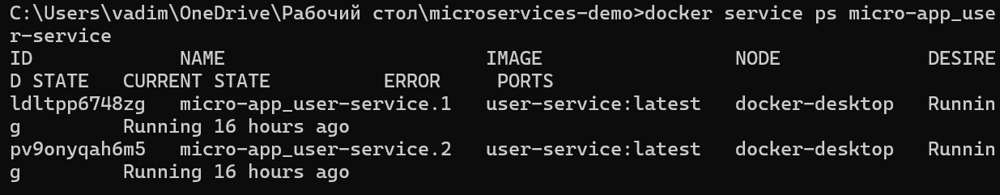 C:\Users\vadim\OneDrive\Рабочий стол\microservices-demo>docker service ps micro-app_use
r-service
ID             NAME                       IMAGE                 NODE             DESIRE
D STATE   CURRENT STATE          ERROR     PORTS
ldltpp6748zg   micro-app_user-service.1   user-service:latest   docker-desktop   Runnin
g         Running 16 hours ago
pv9onyqah6m5   micro-app_user-service.2   user-service:latest   docker-desktop   Runnin
g         Running 16 hours ago